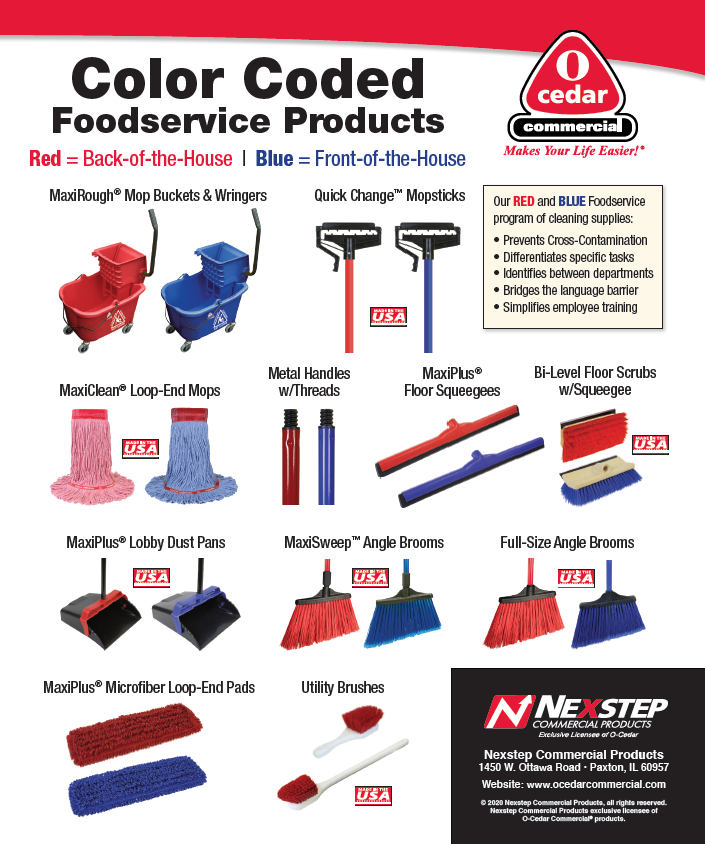 Color Coded
Foodservice Products
Red = Back-of-the-House | Blue = Front-of-the-House
O
cedar
commercial
Makes Your Life Easier!®
MaxiRough® Mop Buckets & Wringers
Quick Change™ Mopsticks
MADE IN THE
USA
Our RED and BLUE Foodservice
program of cleaning supplies:
• Prevents Cross-Contamination
• Differentiates specific tasks
• Identifies between departments
• Bridges the language barrier
• Simplifies employee training
MaxiClean® Loop-End Mops
MADE IN THE
USA
Metal Handles
w/Threads
MaxiPlus®
Floor Squeegees
Bi-Level Floor Scrubs
w/Squeegee
MADE IN THE
USA
MaxiPlus® Lobby Dust Pans
MADE IN THE
USA
MaxiSweep™ Angle Brooms
MADE IN THE
USA
Full-Size Angle Brooms
MADE IN THE
USA
MaxiPlus® Microfiber Loop-End Pads
Utility Brushes
MADE IN THE
USA
NEXSTEP
COMMERCIAL PRODUCTS
Exclusive Licensee of O-Cedar
Nexstep Commercial Products
1450 W. Ottawa Road • Paxton, IL 60957
Website: www.ocedarcommercial.com
© 2020 Nexstep Commercial Products, all rights reserved.
Nexstep Commercial Products exclusive licensee of
O-Cedar Commercial® products.